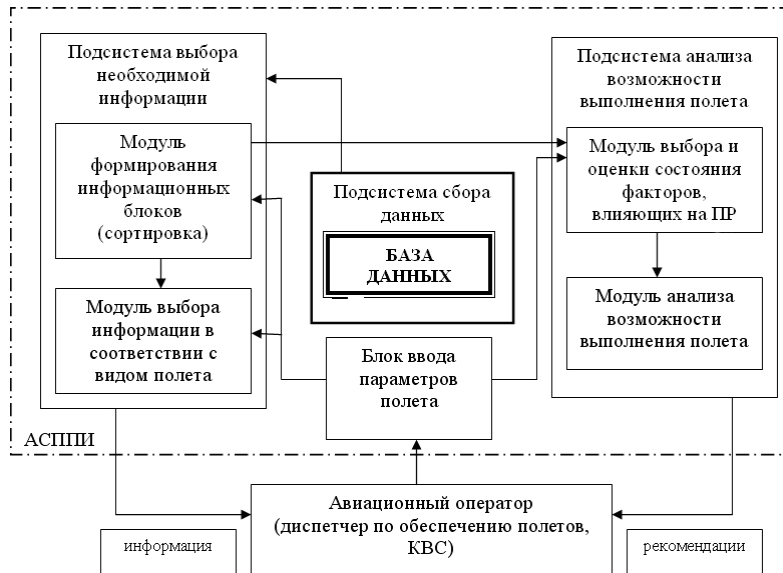 Подсистема выбора
необходимой
информации
Модуль
формирования
информационных
блоков
(сортировка)
Модуль выбора
информации в
соответствии с
видом полета
Подсистема сбора
данных
БАЗА
ДАННЫХ
Блок ввода
параметров
полета
Подсистема анализа
возможности
выполнения полета
Модуль выбора и
оценки состояния
факторов,
влияющих на ПР
Модуль анализа
возможности
выполнения полета
АСППИ
Авиационный оператор
(диспетчер по обеспечению полетов,
КВС)
информация
рекомендации